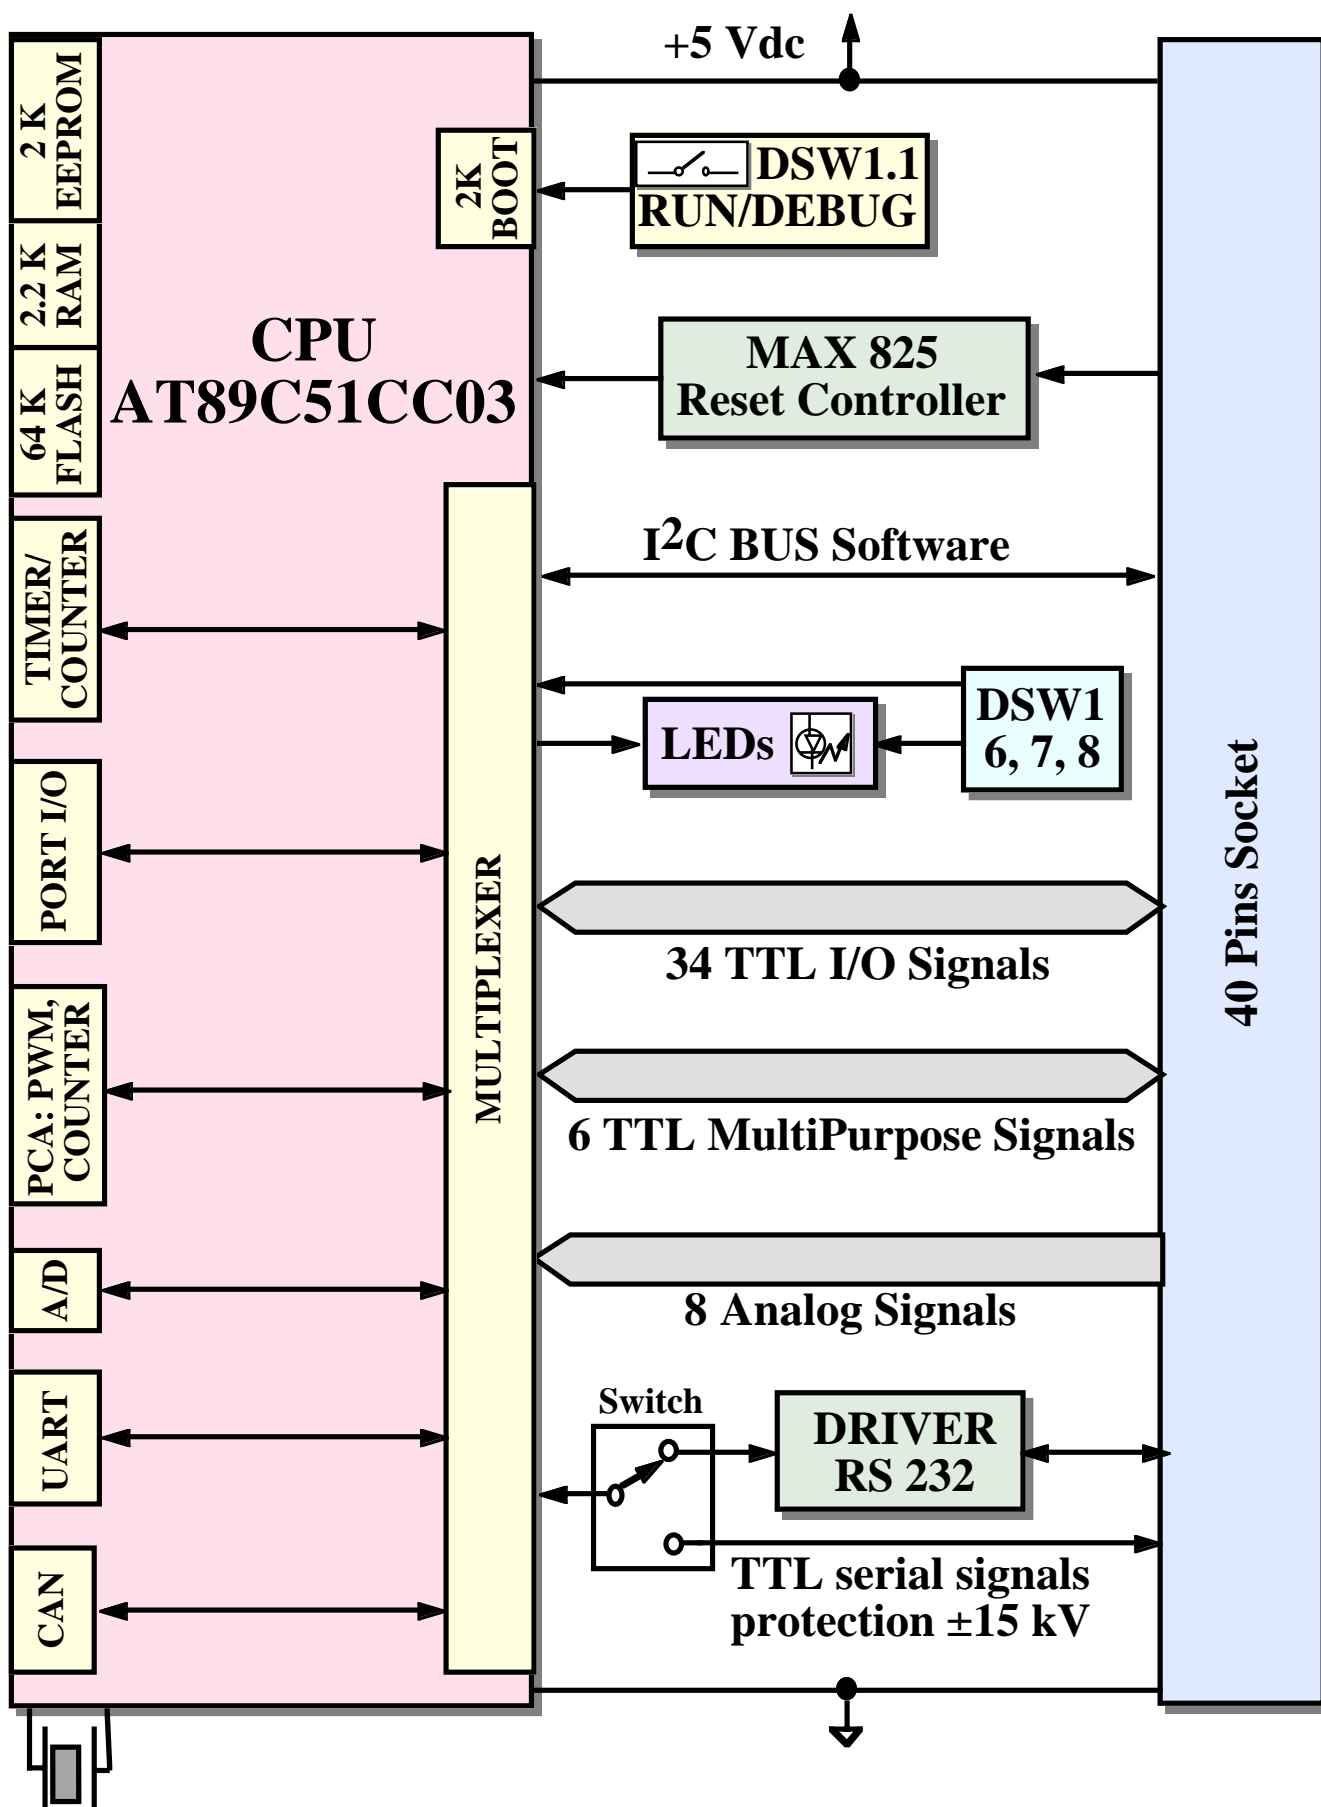 +5 Vdc
2 K
EEPROM
2K
BOOT
DSW1.1
RUN/DEBUG
2.2 K
RAM
CPU
AT89C51CC03
MAX 825
Reset Controller
64 K
FLASH
I²C BUS Software
TIMER/
COUNTER
LEDs
DSW1
6, 7, 8
PORT I/O
MULTIPLEXER
40 Pins Socket
34 TTL I/O Signals
PCA: PWM,
COUNTER
6 TTL MultiPurpose Signals
A/D
8 Analog Signals
UART
Switch
DRIVER
RS 232
CAN
TTL serial signals
protection ±15 kV